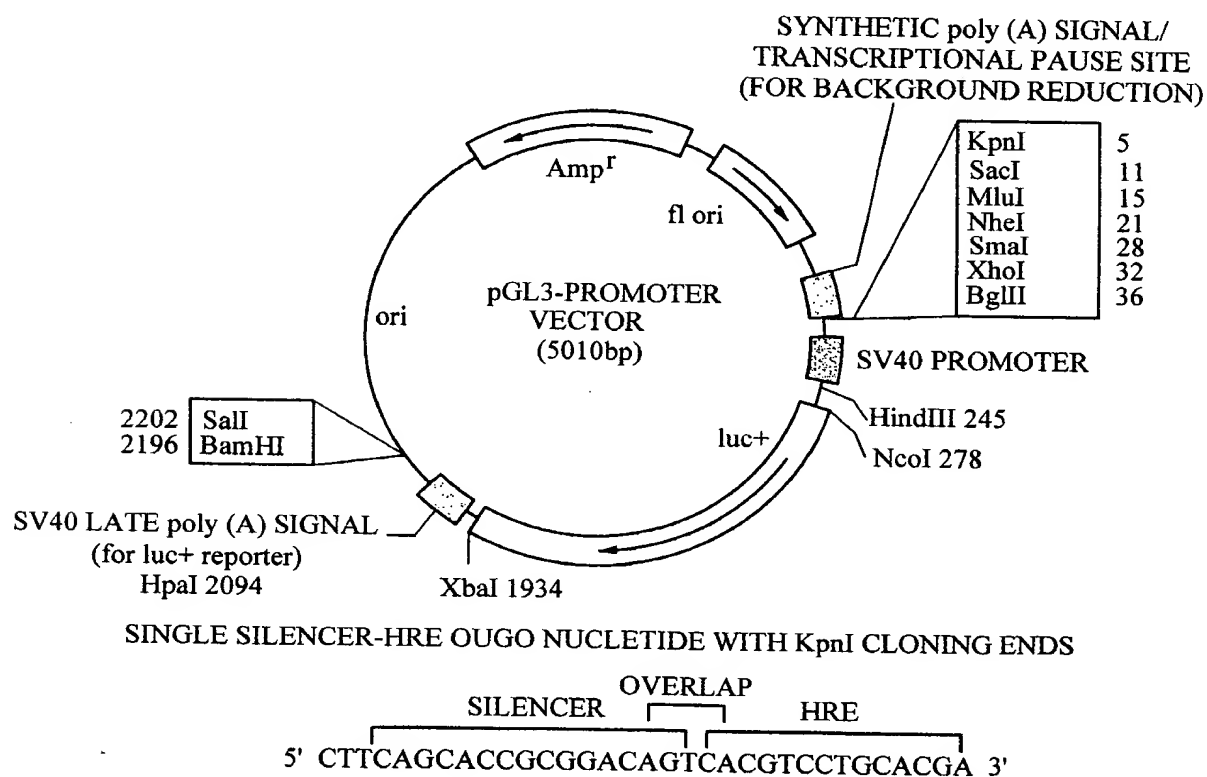 SYNTHETIC poly (A) SIGNAL/
TRANSCRIPTIONAL PAUSE SITE
(FOR BACKGROUND REDUCTION)
KpnI 5
SacI 11
MluI 15
NheI 21
SmaI 28
XhoI 32
BglII 36
Ampr
fl ori
ori
pGL3-PROMOTER
VECTOR
(5010bp)
SV40 PROMOTER
HindIII 245
NcoI 278
luc+
2202 SalI
2196 BamHI
SV40 LATE poly (A) SIGNAL
(for luc+ reporter)
HpaI 2094
XbaI 1934
SINGLE SILENCER-HRE OUGO NUCLETIDE WITH KpnI CLONING ENDS
OVERLAP
SILENCER HRE
5' CTTCAGCACCGCGGACAGTCACGTCCTGCACGA 3'